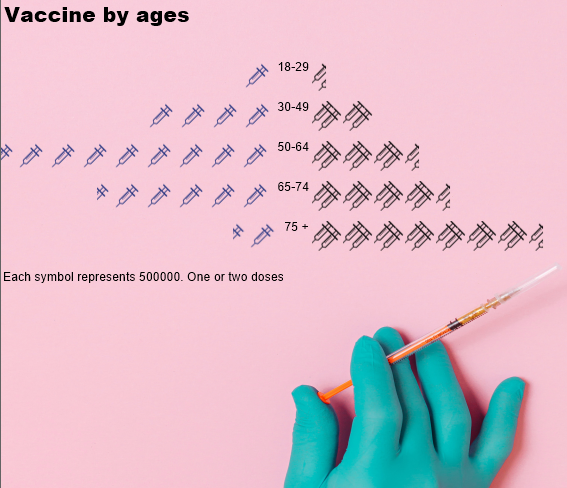 Vaccine by ages
18-29
30-49
50-64
65-74
75 +
Each symbol represents 500000. One or two doses